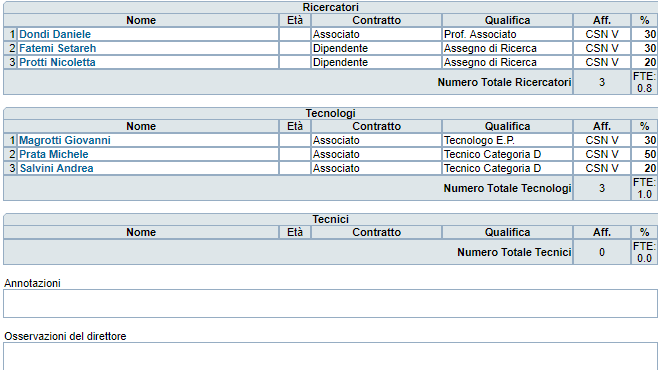 Ricercatori
Nome Età Contratto Qualifica Aff. %
1 Dondi Daniele Associato Prof. Associato CSN V 30
2 Fatemi Setareh Dipendente Assegno di Ricerca CSN V 30
3 Protti Nicoletta Dipendente Assegno di Ricerca CSN V 20
Numero Totale Ricercatori 3 FTE: 0.8
Tecnologi
Nome Età Contratto Qualifica Aff. %
1 Magrotti Giovanni Associato Tecnologo E.P. CSN V 30
2 Prata Michele Associato Tecnico Categoria D CSN V 50
3 Salvini Andrea Associato Tecnico Categoria D CSN V 20
Numero Totale Tecnologi 3 FTE: 1.0
Tecnici
Nome Età Contratto Qualifica Aff. %
Numero Totale Tecnici 0 FTE: 0.0
Annotazioni
Osservazioni del direttore